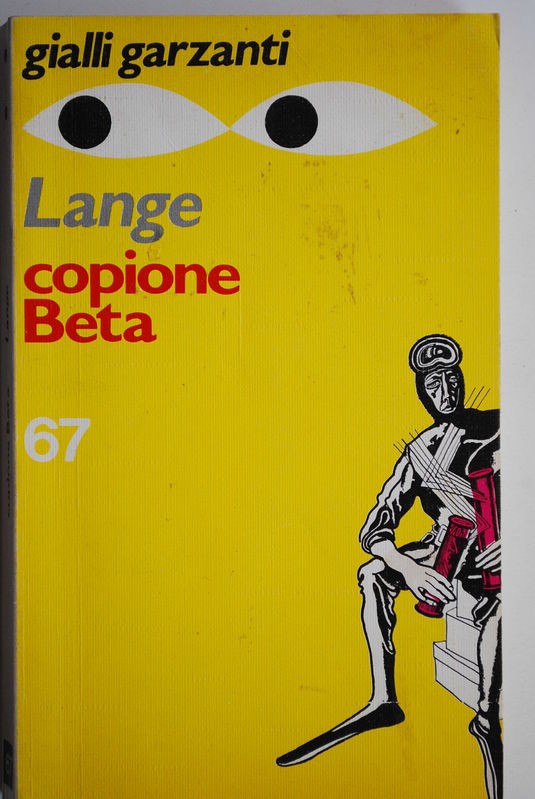 gialli garzanti
Lange
copione
Beta
67